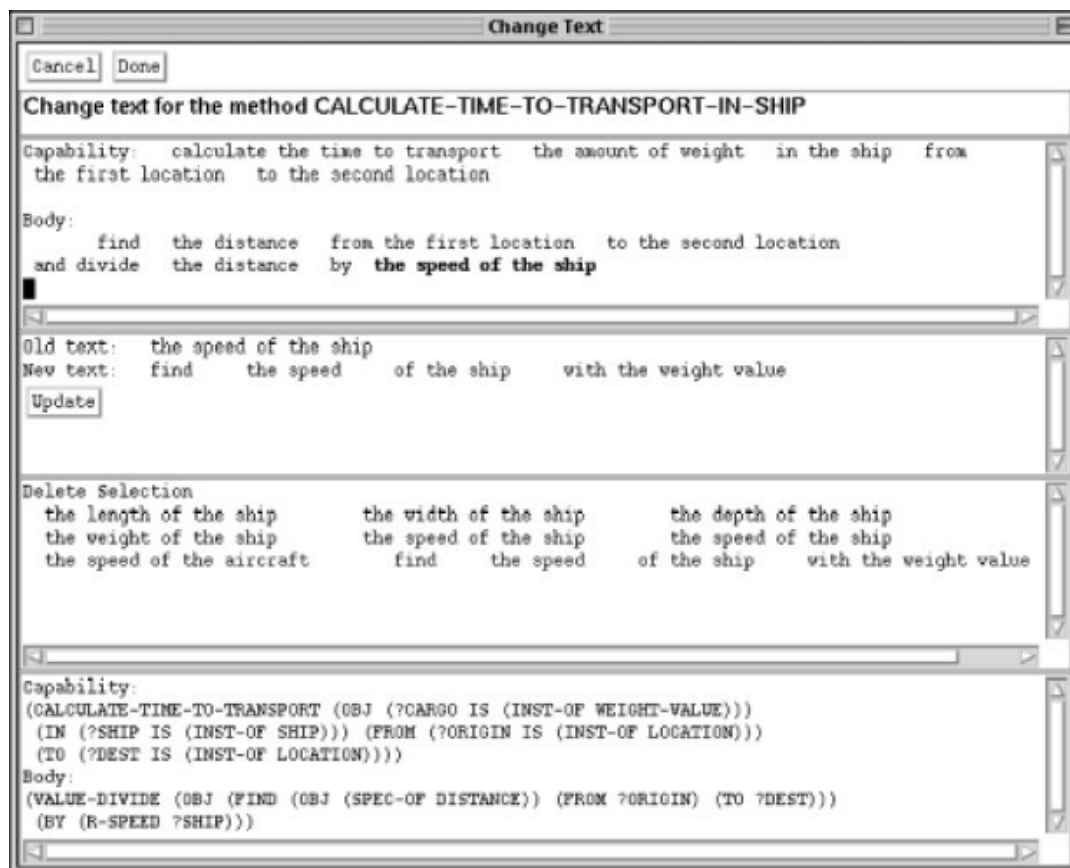 Change Text
Cancel Done
Change text for the method CALCULATE-TIME-TO-TRANSPORT-IN-SHIP
Capability: calculate the time to transport the amount of weight in the ship from
the first location to the second location
Body:
find the distance from the first location to the second location
and divide the distance by the speed of the ship
Old text: the speed of the ship
New text: find the speed of the ship with the weight value
Update
Delete Selection
the length of the ship the width of the ship the depth of the ship
the weight of the ship the speed of the ship the speed of the ship
the speed of the aircraft find the speed of the ship with the weight value
Capability:
(CALCULATE-TIME-TO-TRANSPORT (OBJ (?CARGO IS (INST-OF WEIGHT-VALUE)))
(IN (?SHIP IS (INST-OF SHIP))) (FROM (?ORIGIN IS (INST-OF LOCATION)))
(TO (?DEST IS (INST-OF LOCATION))))
Body:
(VALUE-DIVIDE (OBJ (FIND (OBJ (SPEC-OF DISTANCE)) (FROM ?ORIGIN) (TO ?DEST)))
(BY (R-SPEED ?SHIP)))